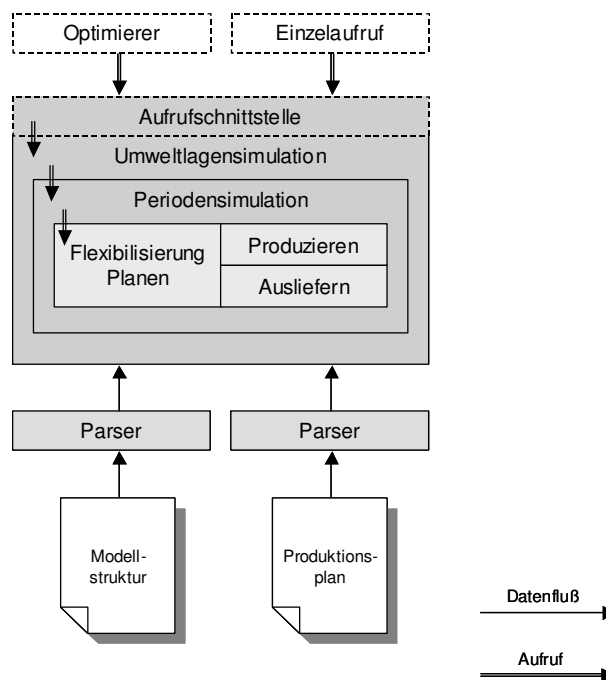 Optimierer
Einzelaufruf
Aufrufschnittstelle
Umweltlagensimulation
Periodensimulation
Flexibilisierung
Planen
Produzieren
Ausliefern
Parser
Parser
Modell-
struktur
Produktions-
plan
Datenfluß
Aufruf